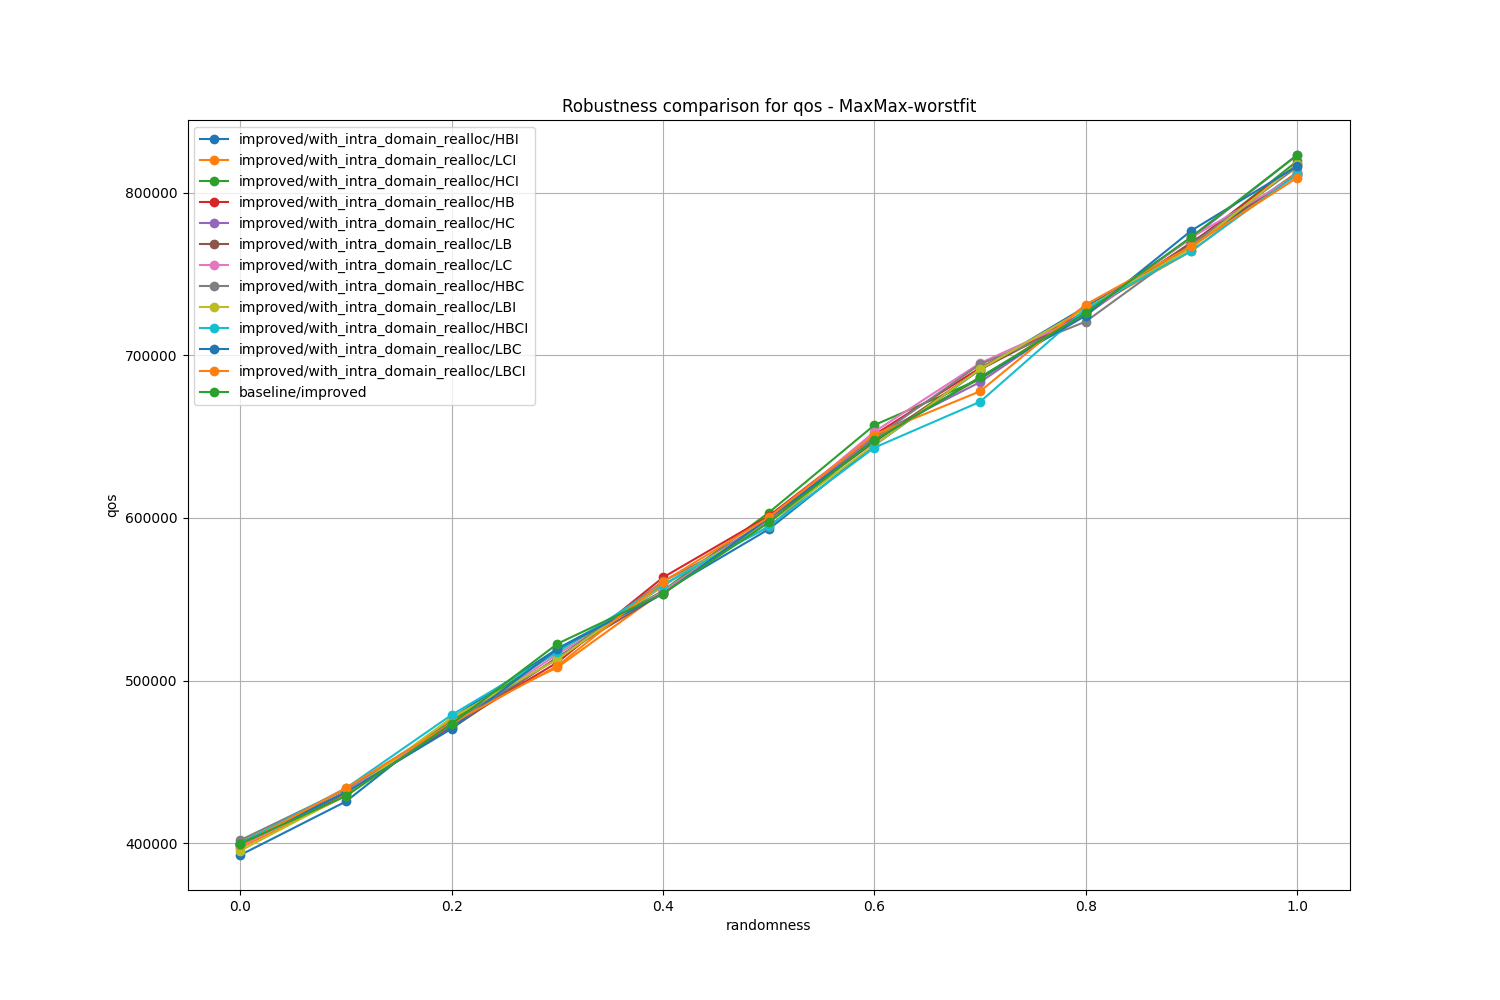 Robustness comparison for qos - MaxMax-worstfit
improved/with_intra_domain_realloc/HBI
improved/with_intra_domain_realloc/LCI
improved/with_intra_domain_realloc/HCI
improved/with_intra_domain_realloc/HB
improved/with_intra_domain_realloc/HC
improved/with_intra_domain_realloc/LB
improved/with_intra_domain_realloc/LC
improved/with_intra_domain_realloc/HBC
improved/with_intra_domain_realloc/LBI
improved/with_intra_domain_realloc/HBCI
improved/with_intra_domain_realloc/LBC
improved/with_intra_domain_realloc/LBCI
baseline/improved
800000
700000
600000
500000
400000
qos
0.0 0.2 0.4 0.6 0.8 1.0
randomness